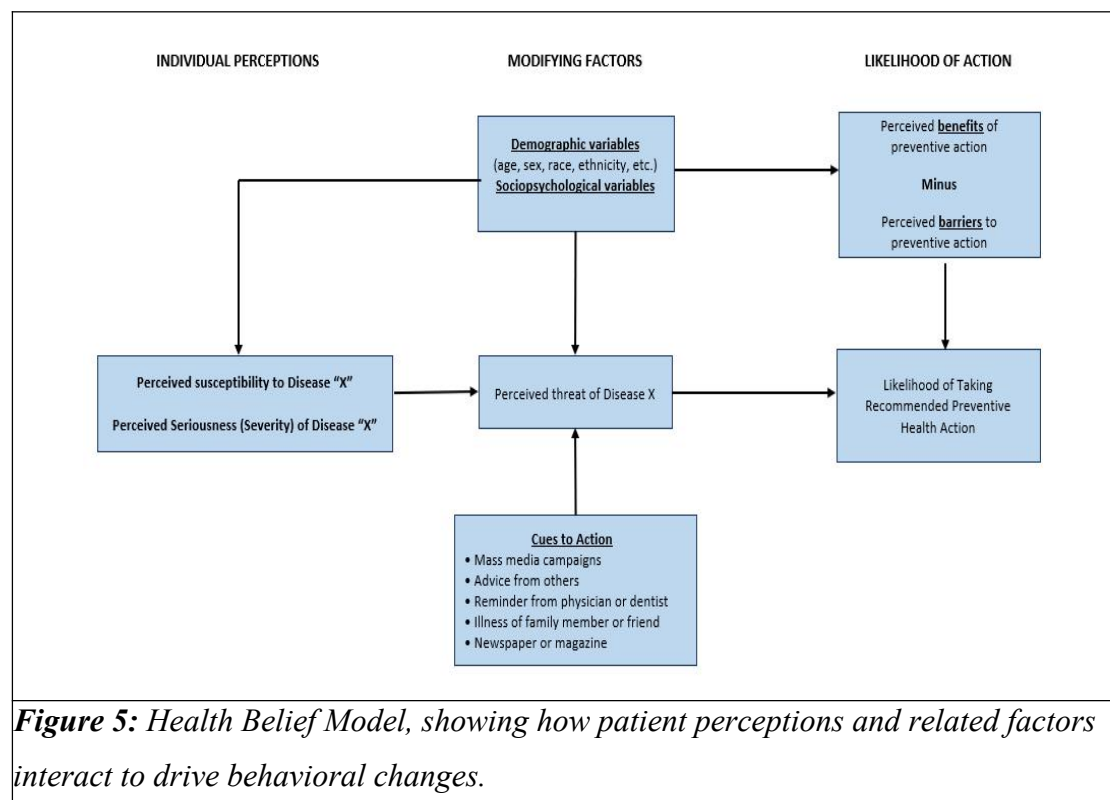 INDIVIDUAL PERCEPTIONS
MODIFYING FACTORS
LIKELIHOOD OF ACTION
Demographic variables
(age, sex, race, ethnicity, etc.)
Sociopsychological variables
Perceived benefits of
preventive action
Minus
Perceived barriers to
preventive action
Perceived susceptibility to Disease “X”
Perceived Seriousness (Severity) of Disease “X”
Perceived threat of Disease X
Likelihood of Taking
Recommended Preventive
Health Action
Cues to Action
• Mass media campaigns
• Advice from others
• Reminder from physician or dentist
• Illness of family member or friend
• Newspaper or magazine
Figure 5: Health Belief Model, showing how patient perceptions and related factors
interact to drive behavioral changes.